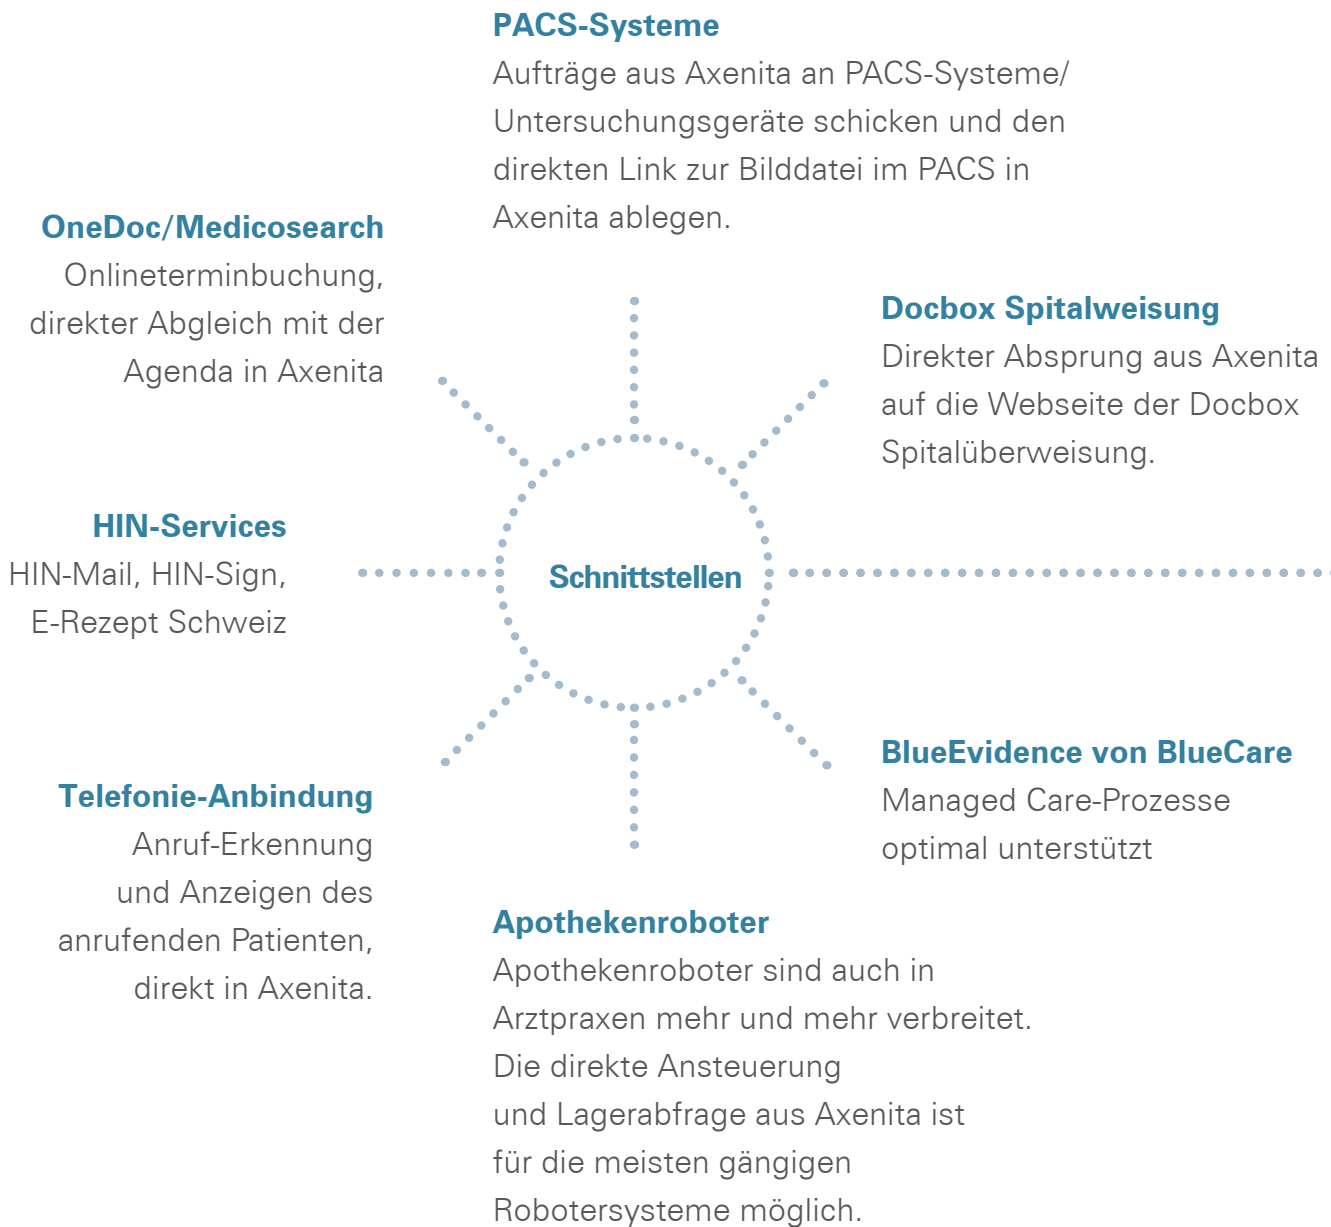 PACS-Systeme
Aufträge aus Axenita an PACS-Systeme/
Untersuchungsgeräte schicken und den
direkten Link zur Bilddatei im PACS in
Axenita ablegen.
OneDoc/Medicosearch
Onlineterminbuchung,
direkter Abgleich mit der
Agenda in Axenita
Docbox Spitalweisung
Direkter Absprung aus Axenita
auf die Webseite der Docbox
Spitalüberweisung.
HIN-Services
HIN-Mail, HIN-Sign,
E-Rezept Schweiz
Schnittstellen
Telefonie-Anbindung
Anruf-Erkennung
und Anzeigen des
anrufenden Patienten,
direkt in Axenita.
BlueEvidence von BlueCare
Managed Care-Prozesse
optimal unterstützt
Apothekenroboter
Apothekenroboter sind auch in
Arztpraxen mehr und mehr verbreitet.
Die direkte Ansteuerung
und Lagerabfrage aus Axenita ist
für die meisten gängigen
Robotersysteme möglich.